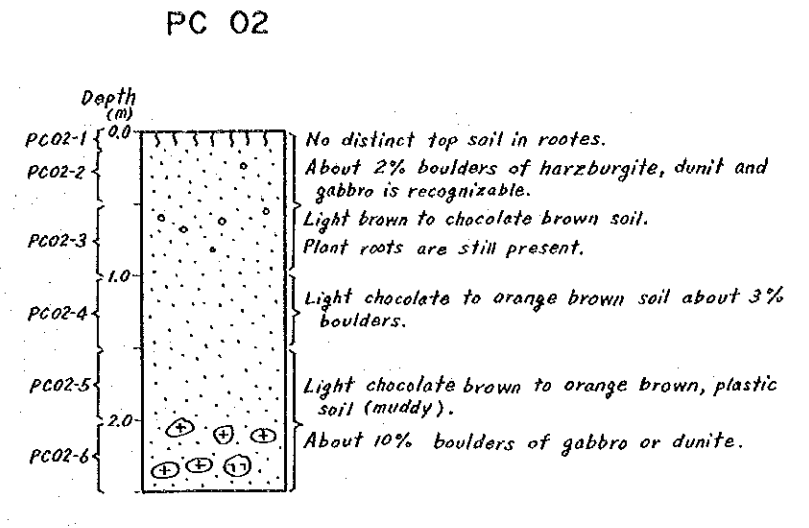 PC 02
Depth
(m)
0,0
PC02-1
PC02-2
PC02-3
1.0
PC02-4
PC02-5
2.0
PC02-6
No distinct top soil in rootes.
About 2% boulders of harzburgite, dunit and
gabbro is recognizable.
Light brown to chocolate brown soil.
Plant roots are still present.
Light chocolate to orange brown soil about 3%
boulders.
Light chocolate brown to orange brown, plastic
soil (muddy).
About 10% boulders of gabbro or dunite.